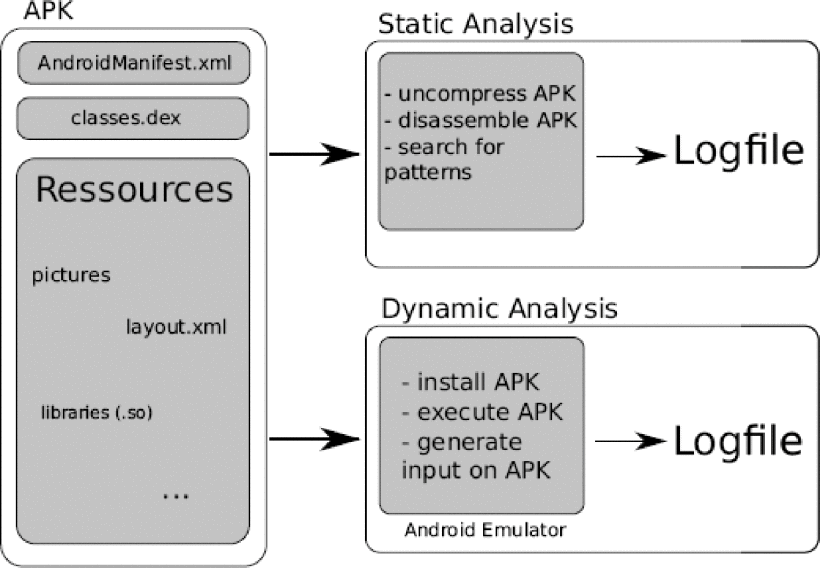 APK
AndroidManifest.xml
classes.dex
Ressources
pictures
layout.xml
libraries (.so)
...
Static Analysis
- uncompress APK
- disassemble APK
- search for
patterns
Logfile
Dynamic Analysis
- install APK
- execute APK
- generate
input on APK
Android Emulator
Logfile